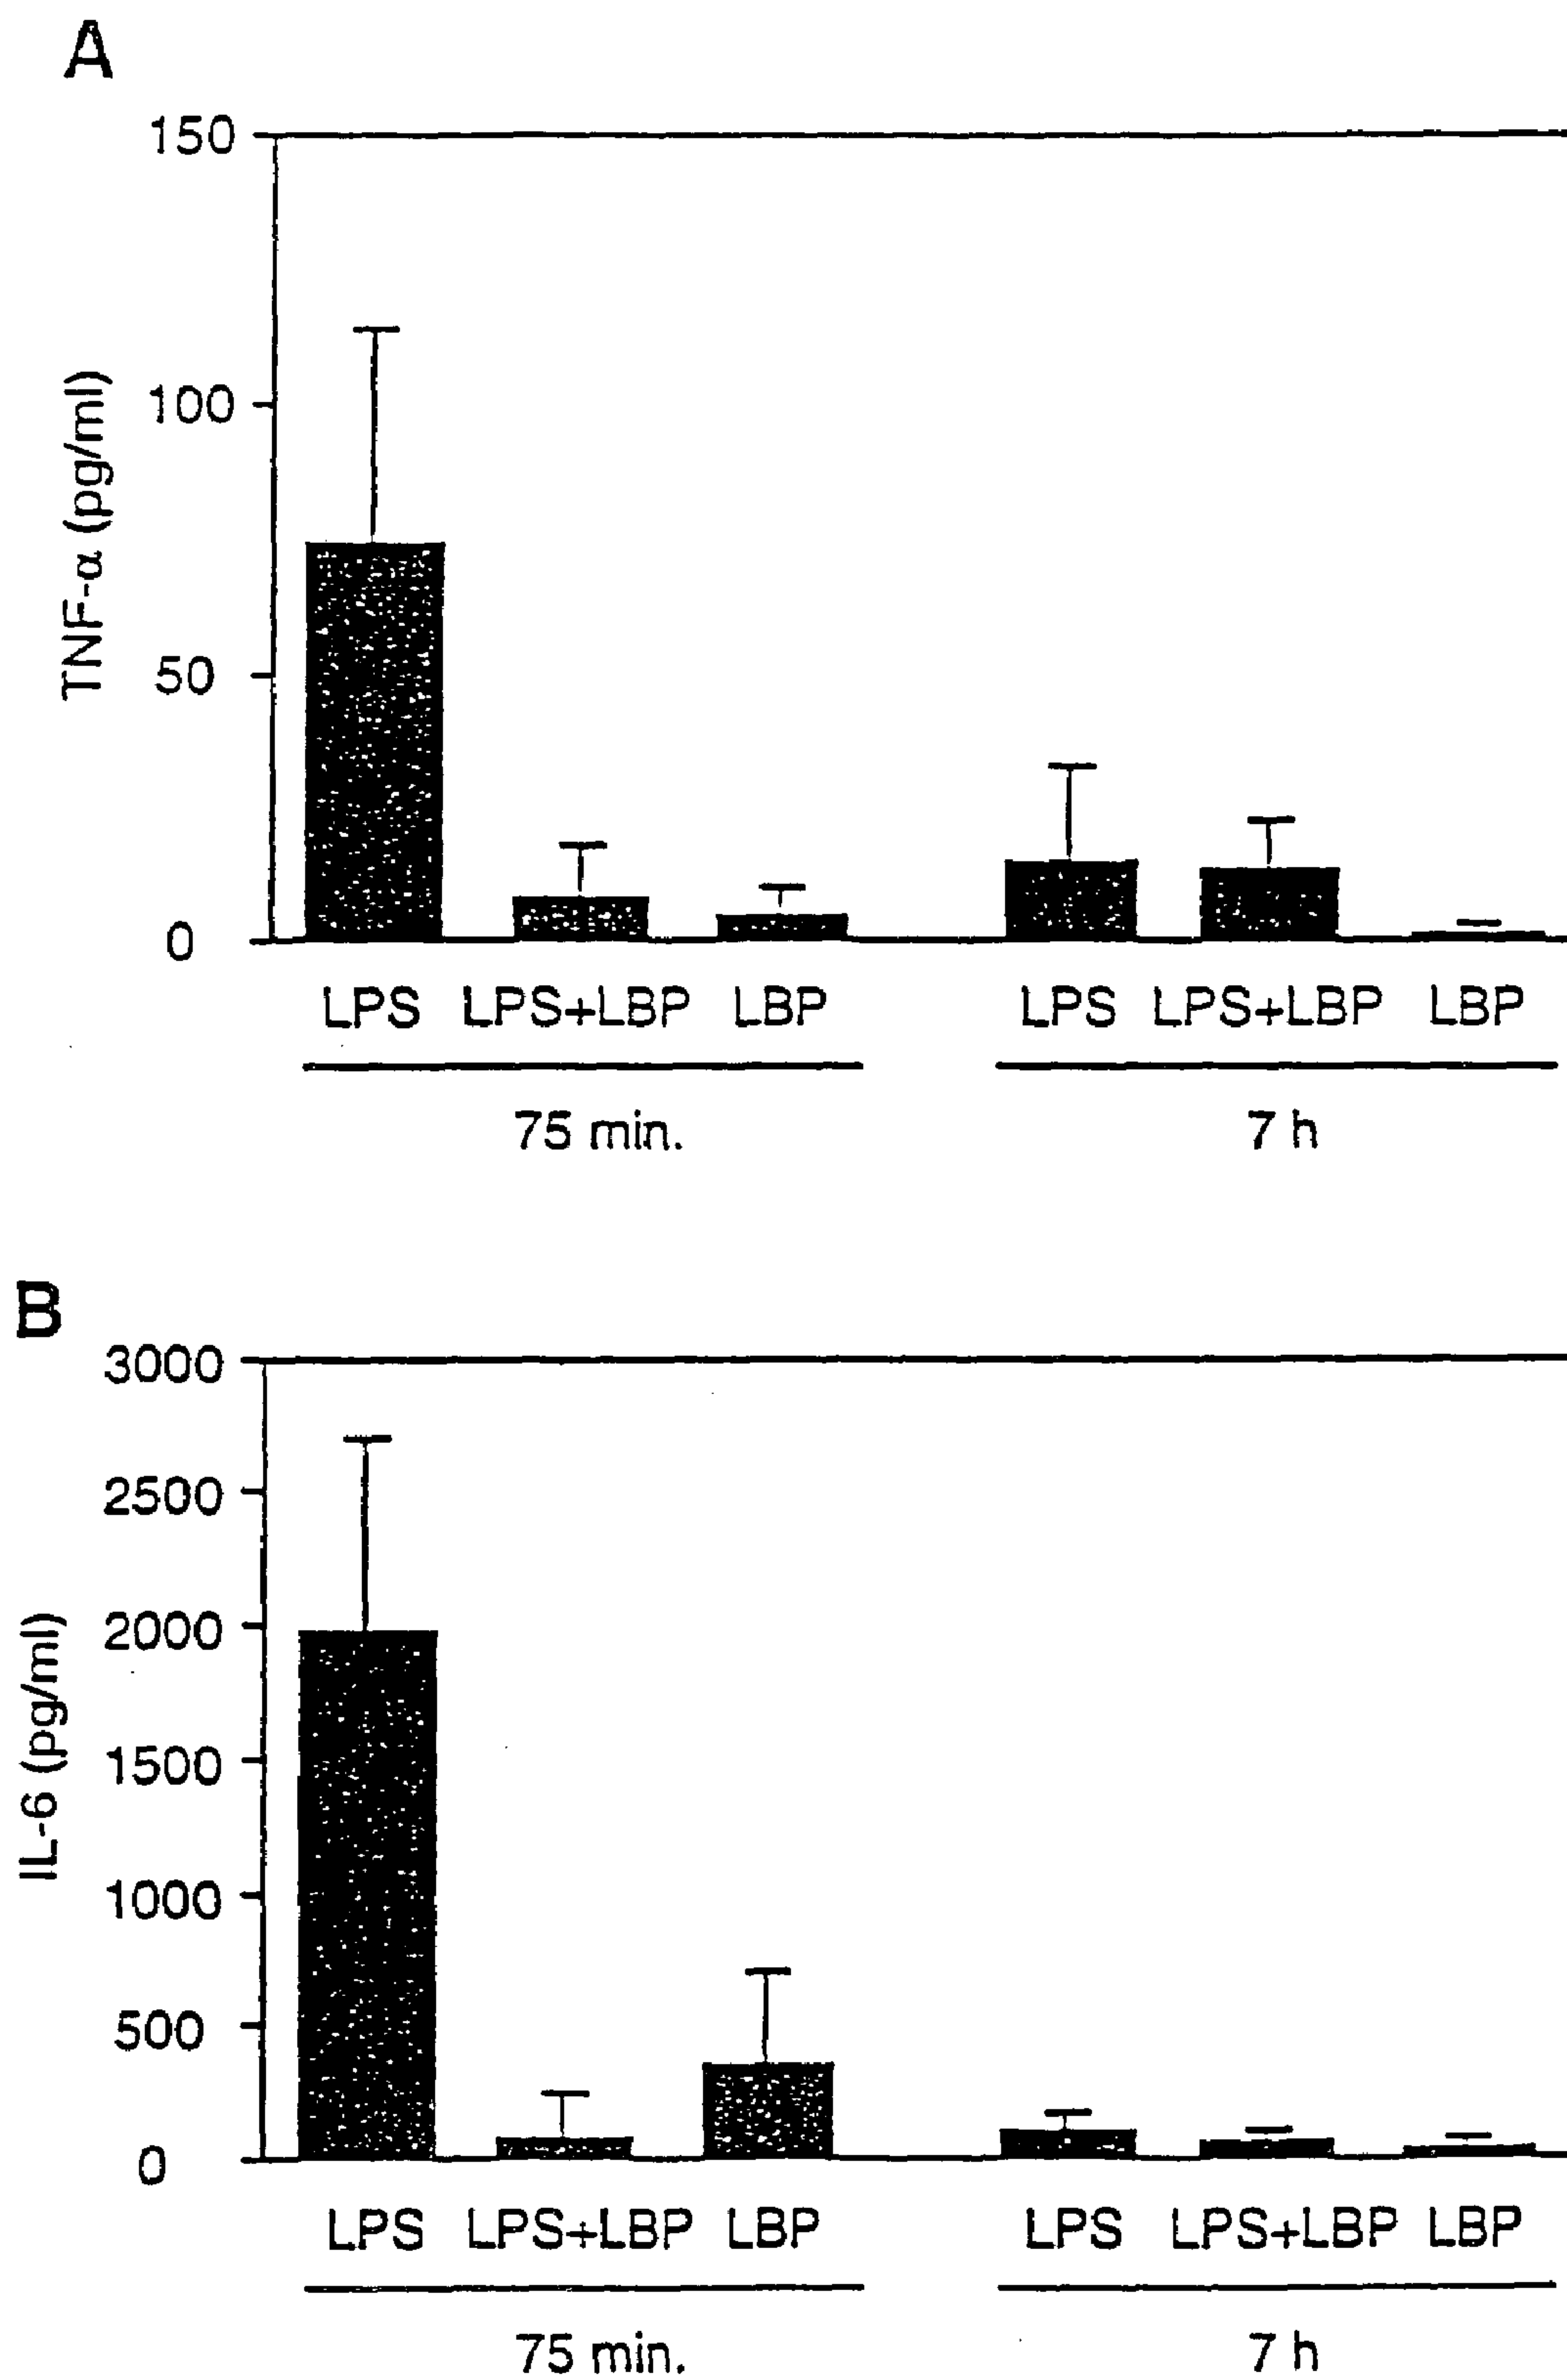 A
150
100
50
0
TNF-α (pg/ml)
LPS LPS+LBP LBP LPS LPS+LBP LBP
75 min. 7 h
B
3000
2500
2000
1500
1000
500
0
IL-6 (pg/ml)
LPS LPS+LBP LBP LPS LPS+LBP LBP
75 min. 7 h